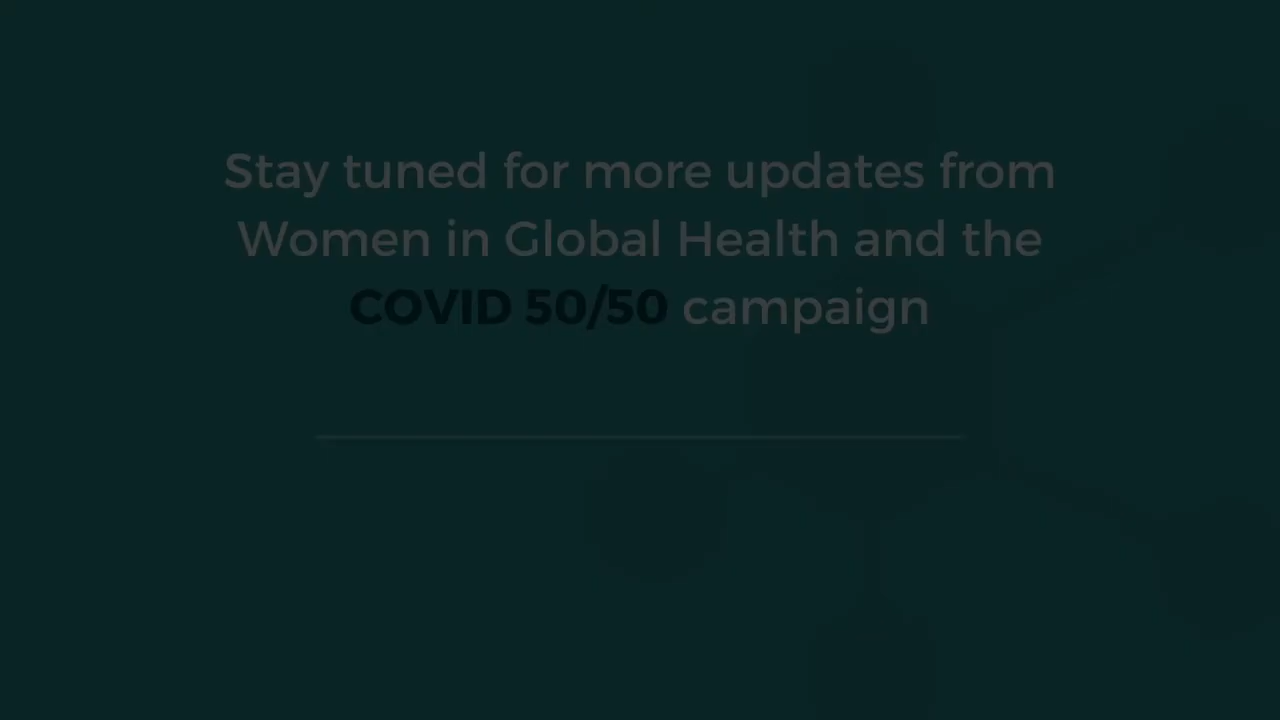 Stay tuned for more updates from
Women in Global Health and the
COVID 50/50 campaign